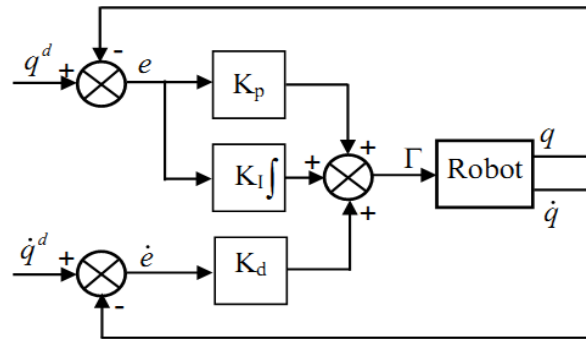 -
q^d + e K_p
+ q
K_I ∫ + Γ Robot
q̇
+
q̇^d + ė K_d
-